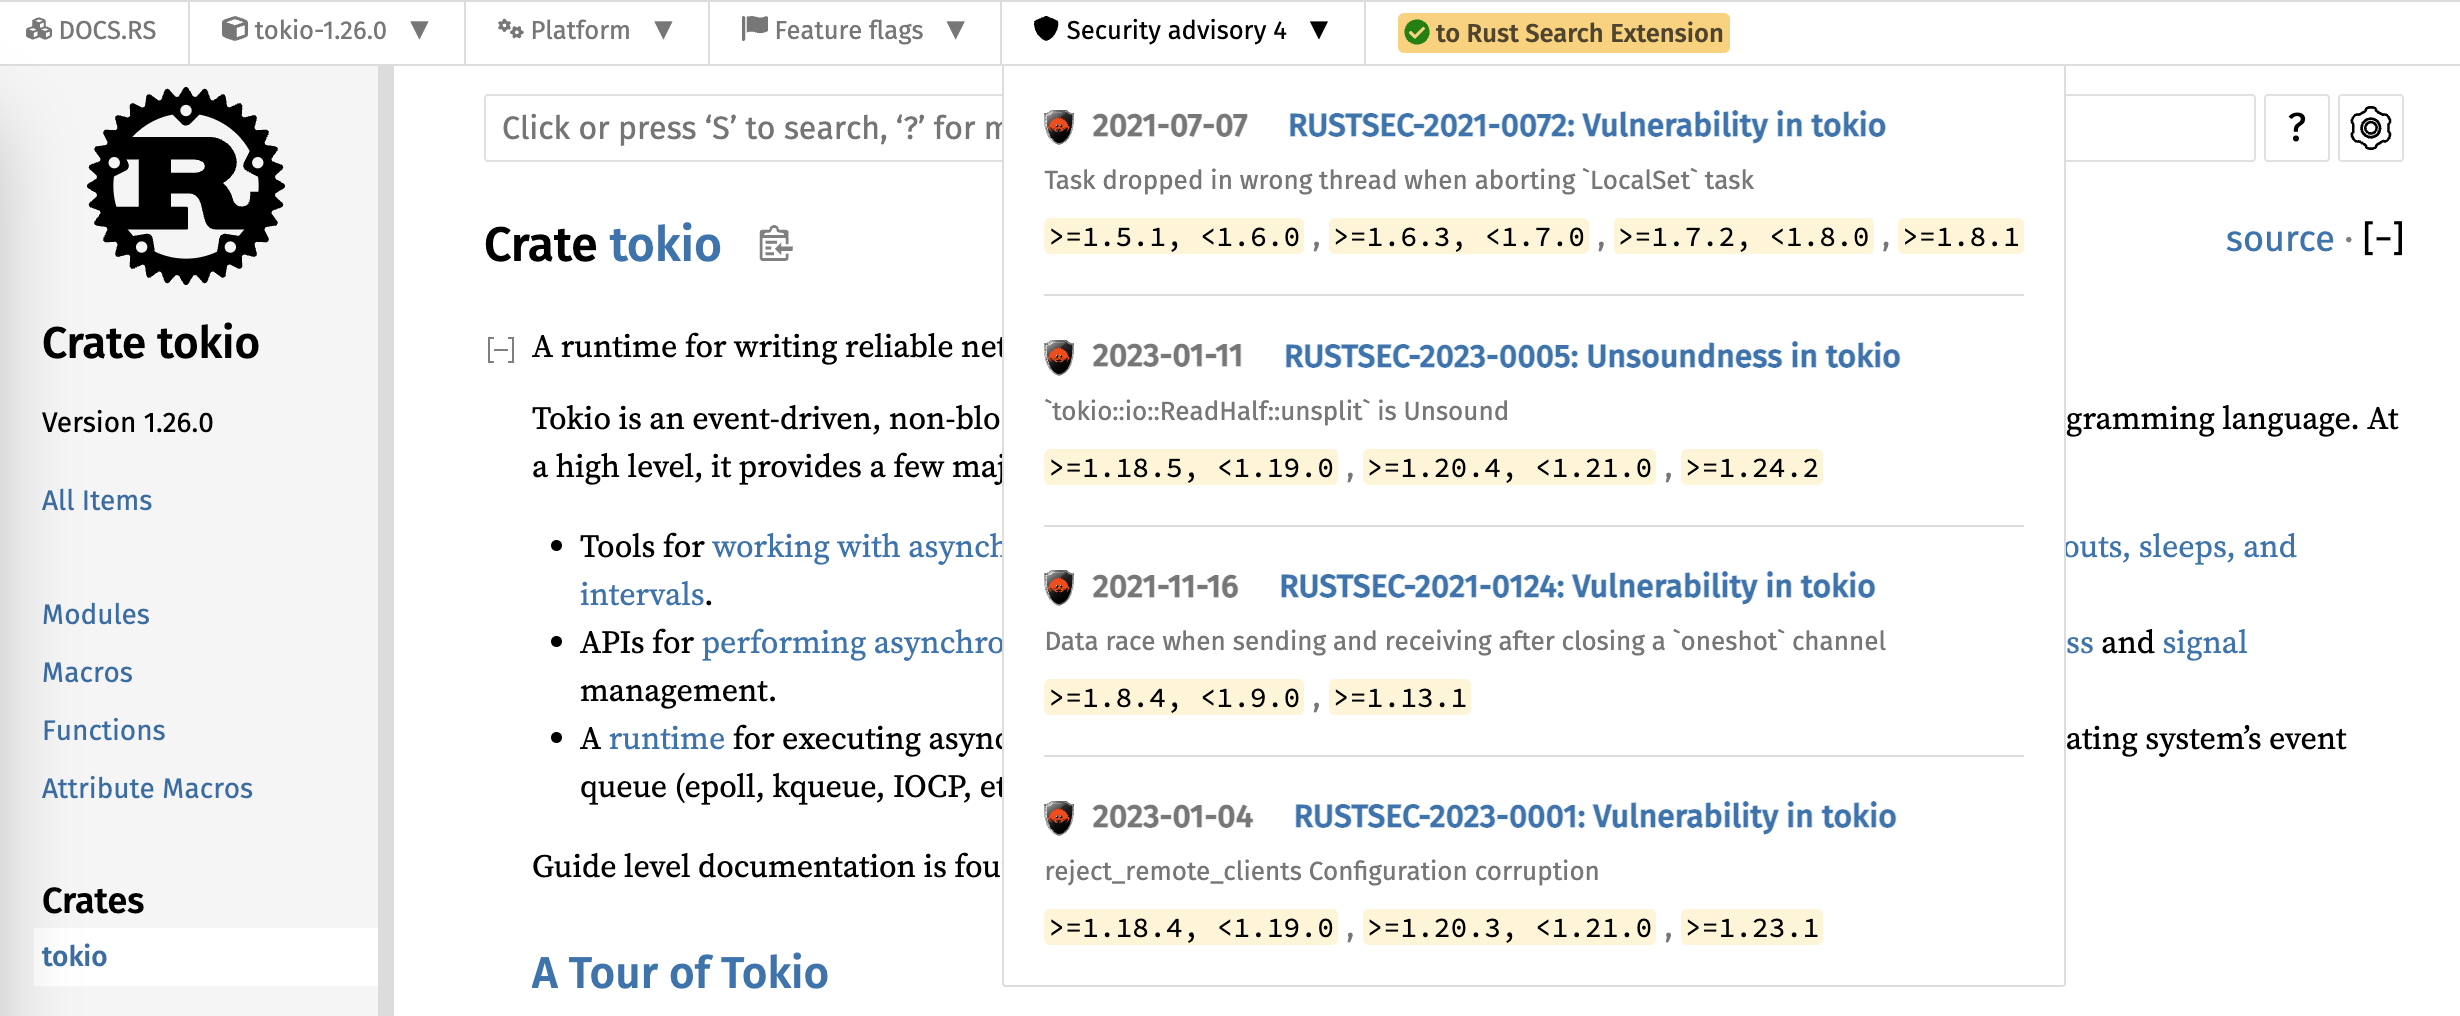 DOCS.RS tokio-1.26.0 ▼ Platform ▼ Feature flags ▼ Security advisory 4 ▼ to Rust Search Extension
Crate tokio
Version 1.26.0
All Items
Modules
Macros
Functions
Attribute Macros
Crates
tokio
Click or press ‘S’ to search, ‘?’ for m
?
Crate tokio
source · [−]
[−] A runtime for writing reliable net
Tokio is an event-driven, non-blo
gramming language. At
a high level, it provides a few maj
• Tools for working with asynch
outs, sleeps, and
intervals.
• APIs for performing asynchro
ss and signal
management.
• A runtime for executing async
ating system’s event
queue (epoll, kqueue, IOCP, et
Guide level documentation is fou
A Tour of Tokio
2021-07-07 RUSTSEC-2021-0072: Vulnerability in tokio
Task dropped in wrong thread when aborting `LocalSet` task
>=1.5.1, <1.6.0 , >=1.6.3, <1.7.0 , >=1.7.2, <1.8.0 , >=1.8.1
2023-01-11 RUSTSEC-2023-0005: Unsoundness in tokio
`tokio::io::ReadHalf::unsplit` is Unsound
>=1.18.5, <1.19.0 , >=1.20.4, <1.21.0 , >=1.24.2
2021-11-16 RUSTSEC-2021-0124: Vulnerability in tokio
Data race when sending and receiving after closing a `oneshot` channel
>=1.8.4, <1.9.0 , >=1.13.1
2023-01-04 RUSTSEC-2023-0001: Vulnerability in tokio
reject_remote_clients Configuration corruption
>=1.18.4, <1.19.0 , >=1.20.3, <1.21.0 , >=1.23.1